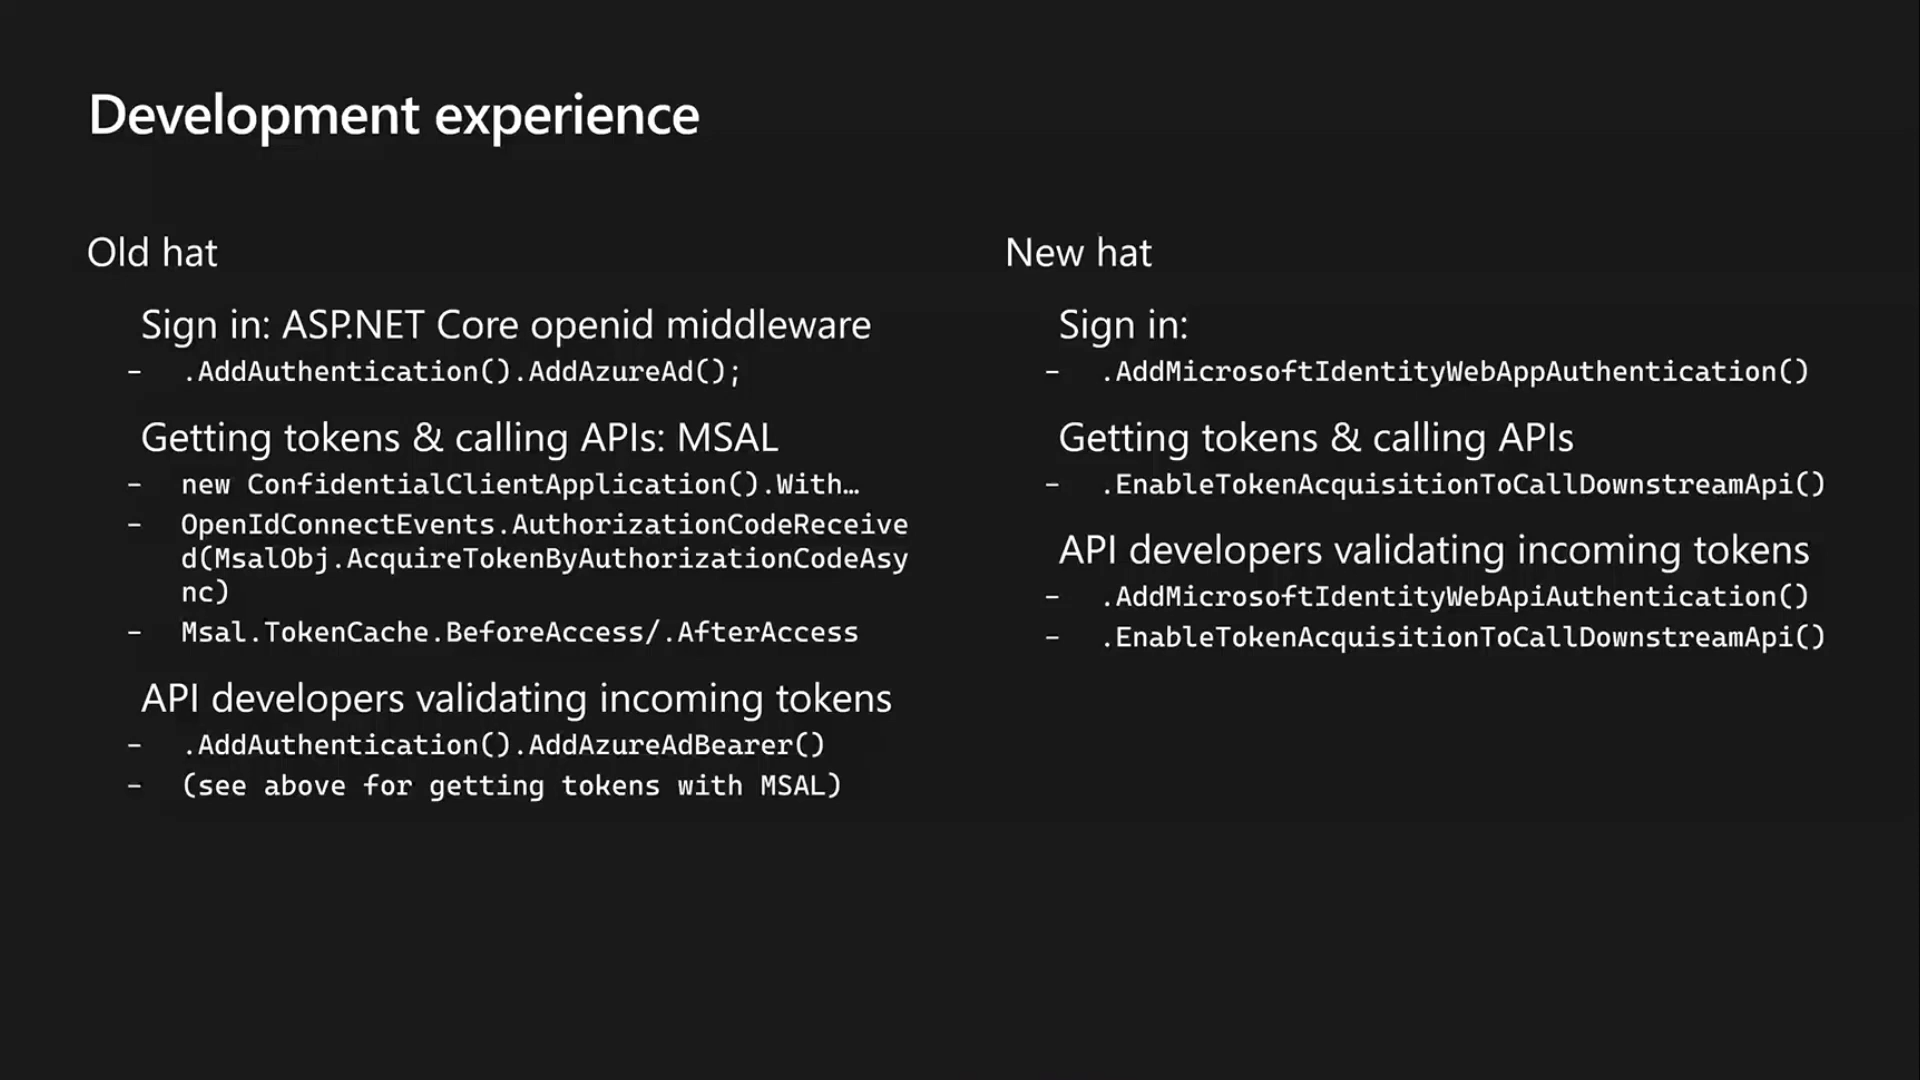 Development experience
Old hat
Sign in: ASP.NET Core openid middleware
- .AddAuthentication().AddAzureAd();
Getting tokens & calling APIs: MSAL
- new ConfidentialClientApplication().With…
- OpenIdConnectEvents.AuthorizationCodeReceive
d(MsalObj.AcquireTokenByAuthorizationCodeAsy
nc)
- Msal.TokenCache.BeforeAccess/.AfterAccess
API developers validating incoming tokens
- .AddAuthentication().AddAzureAdBearer()
- (see above for getting tokens with MSAL)
New hat
Sign in:
- .AddMicrosoftIdentityWebAppAuthentication()
Getting tokens & calling APIs
- .EnableTokenAcquisitionToCallDownstreamApi()
API developers validating incoming tokens
- .AddMicrosoftIdentityWebApiAuthentication()
- .EnableTokenAcquisitionToCallDownstreamApi()